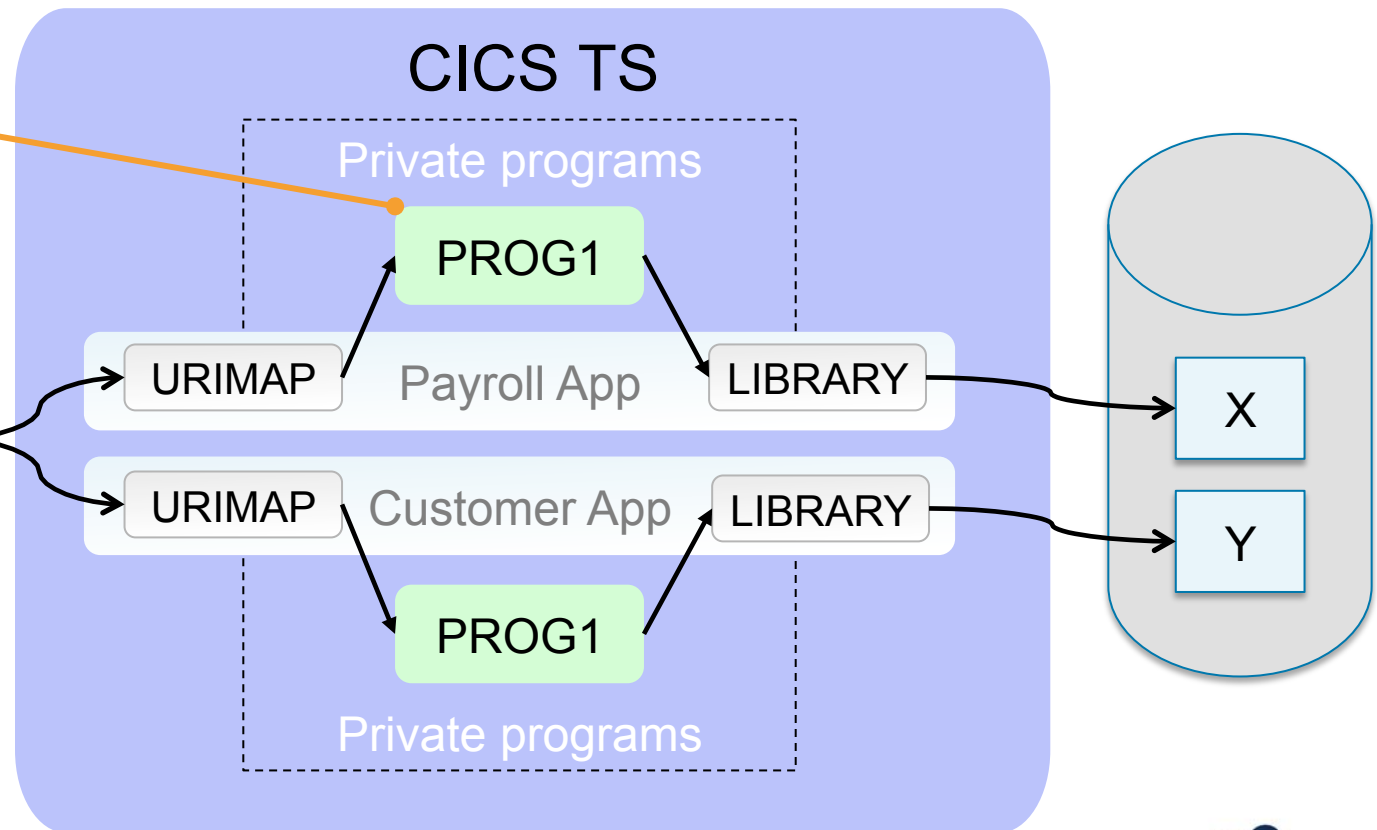 CICS TS
Private programs
PROG1
URIMAP
Payroll App
LIBRARY
X
URIMAP
Customer App
LIBRARY
Y
PROG1
Private programs